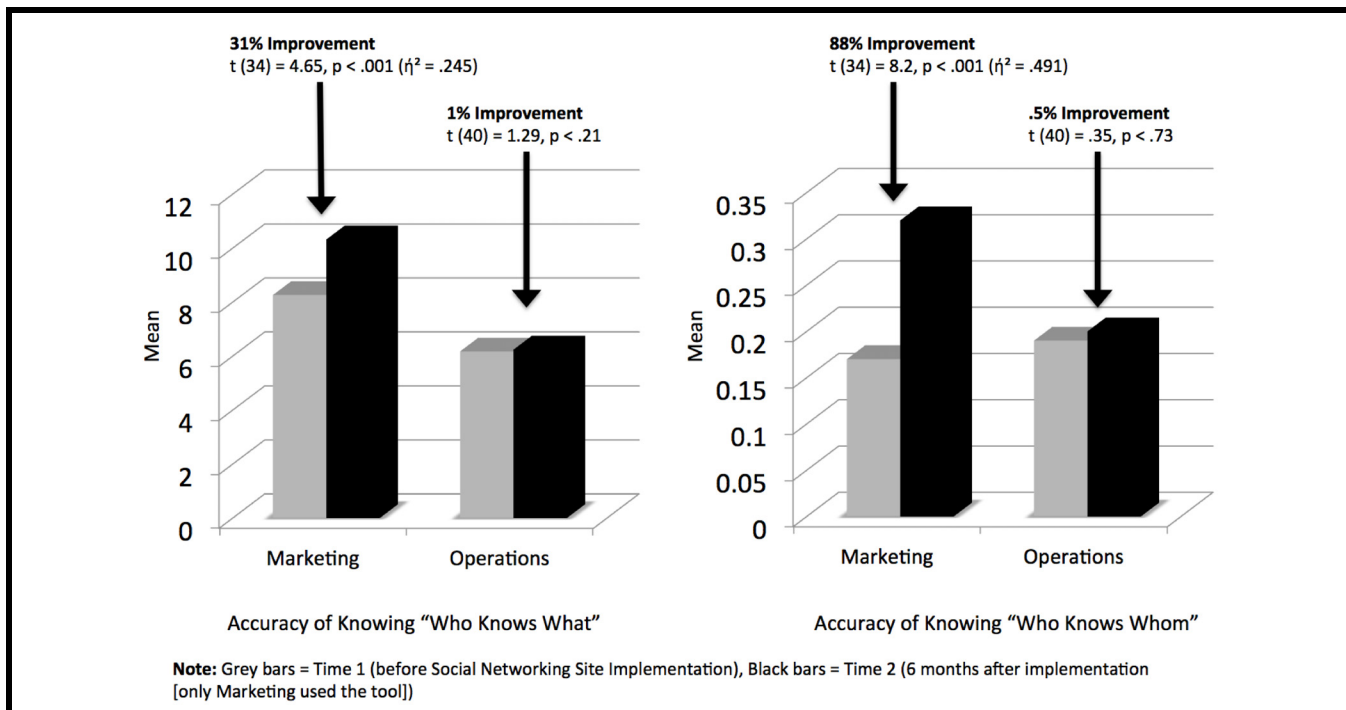 31% Improvement
t (34) = 4.65, p < .001 (ή² = .245)
1% Improvement
t (40) = 1.29, p < .21
12
10
8
6
4
2
0
Mean
Marketing
Operations
Accuracy of Knowing “Who Knows What”
88% Improvement
t (34) = 8.2, p < .001 (ή² = .491)
.5% Improvement
t (40) = .35, p < .73
0.35
0.3
0.25
0.2
0.15
0.1
0.05
0
Mean
Marketing
Operations
Accuracy of Knowing “Who Knows Whom”
Note: Grey bars = Time 1 (before Social Networking Site Implementation), Black bars = Time 2 (6 months after implementation
[only Marketing used the tool])